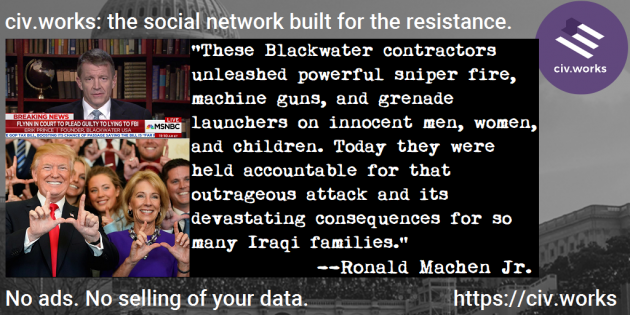 civ.works: the social network built for the resistance.
civ.works
"These Blackwater contractors
unleashed powerful sniper fire,
machine guns, and grenade
launchers on innocent men, women,
and children. Today they were
held accountable for that
outrageous attack and its
devastating consequences for so
many Iraqi families."
--Ronald Machen Jr.
BREAKING NEWS
FLYNN IN COURT TO PLEAD GUILTY TO LYING TO FBI
ERIK PRINCE | FOUNDER, BLACKWATER USA
LIVE
MSNBC
No ads. No selling of your data.
https://civ.works